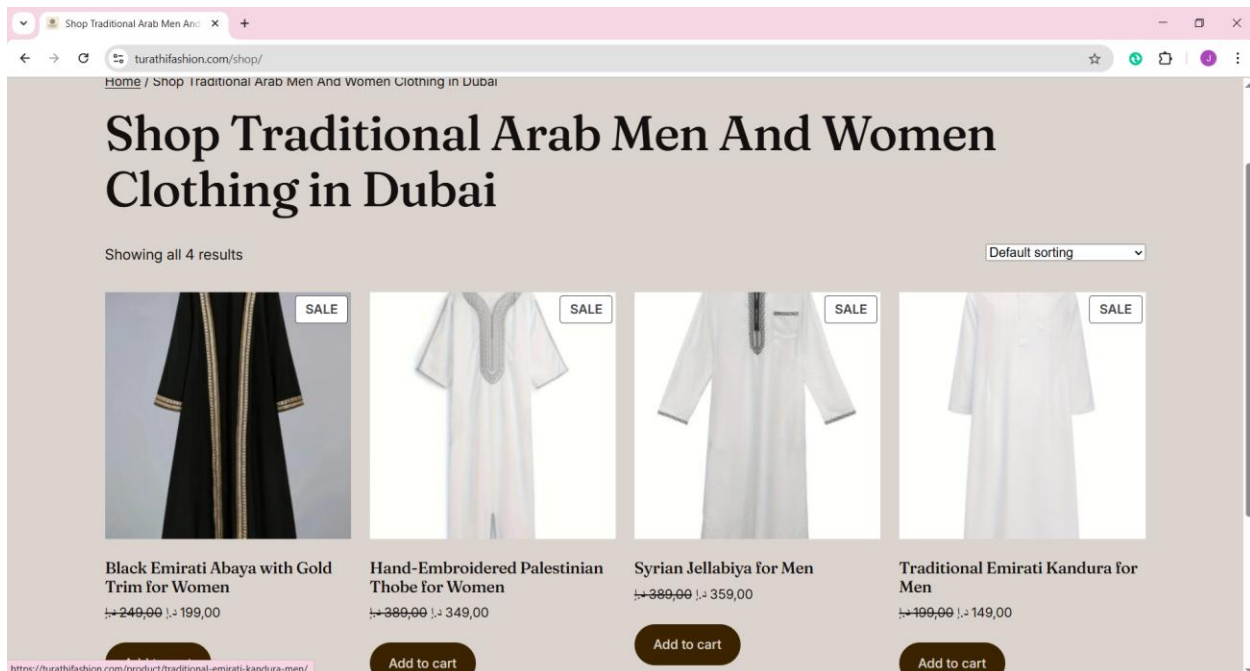 Shop Traditional Arab Men And
turathifashion.com/shop/
J
Home / Shop Traditional Arab Men And Women Clothing in Dubai
Shop Traditional Arab Men And Women
Clothing in Dubai
Showing all 4 results
Default sorting
SALE
SALE
SALE
SALE
Black Emirati Abaya with Gold
Trim for Women
د.إ 249,00 د.إ 199,00
Hand-Embroidered Palestinian
Thobe for Women
د.إ 389,00 د.إ 349,00
Syrian Jellabiya for Men
د.إ 389,00 د.إ 359,00
Traditional Emirati Kandura for
Men
د.إ 199,00 د.إ 149,00
Add to cart
Add to cart
Add to cart
https://turathifashion.com/product/traditional-emirati-kandura-men/